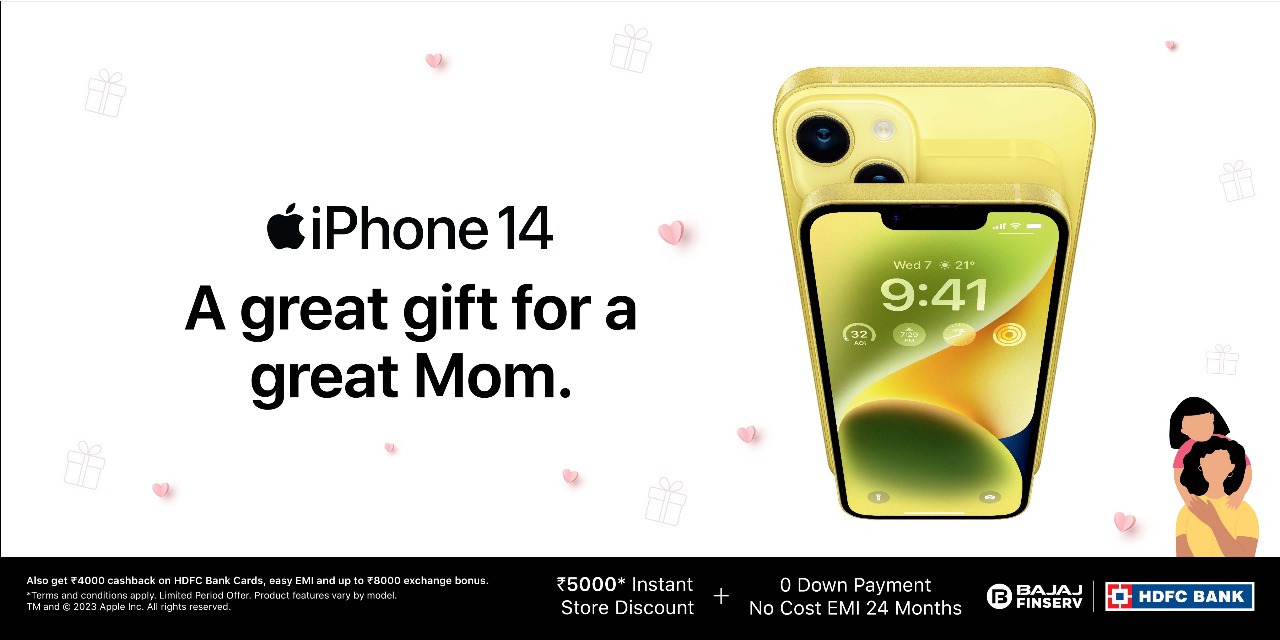 iPhone 14
A great gift for a
great Mom.
Wed 7 21°
9:41
32
AQI
7:29
PM
Also get ₹4000 cashback on HDFC Bank Cards, easy EMI and up to ₹8000 exchange bonus.
*Terms and conditions apply. Limited Period Offer. Product features vary by model.
TM and © 2023 Apple Inc. All rights reserved.
₹5000* Instant
Store Discount
+
0 Down Payment
No Cost EMI 24 Months
B BAJAJ
FINSERV
HDFC BANK